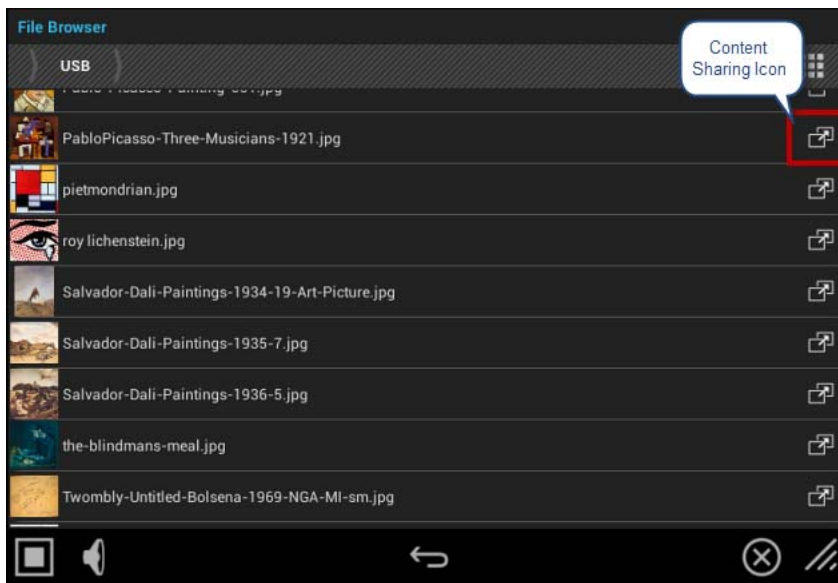 File Browser
USB
Content
Sharing Icon
PabloPicasso-Three-Musicians-1921.jpg
pietmondrian.jpg
roy lichenstein.jpg
Salvador-Dali-Paintings-1934-19-Art-Picture.jpg
Salvador-Dali-Paintings-1935-7.jpg
Salvador-Dali-Paintings-1936-5.jpg
the-blindmans-meal.jpg
Twombly-Untitled-Bolsena-1969-NGA-MI-sm.jpg